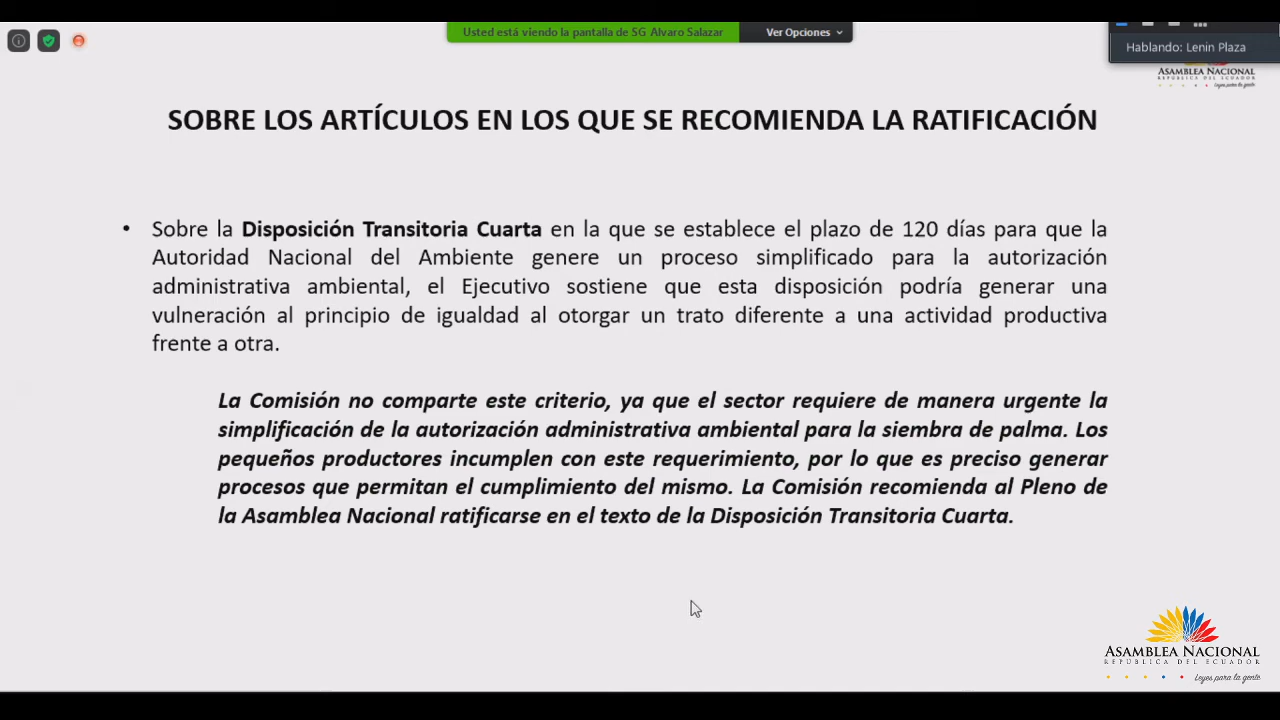 Usted está viendo la pantalla de SG Alvaro Salazar
Ver Opciones
Hablando: Lenin Plaza
ASAMBLEA NACIONAL
REPÚBLICA DEL ECUADOR
Leyes para la gente
SOBRE LOS ARTÍCULOS EN LOS QUE SE RECOMIENDA LA RATIFICACIÓN
• Sobre la Disposición Transitoria Cuarta en la que se establece el plazo de 120 días para que la
Autoridad Nacional del Ambiente genere un proceso simplificado para la autorización
administrativa ambiental, el Ejecutivo sostiene que esta disposición podría generar una
vulneración al principio de igualdad al otorgar un trato diferente a una actividad productiva
frente a otra.
La Comisión no comparte este criterio, ya que el sector requiere de manera urgente la
simplificación de la autorización administrativa ambiental para la siembra de palma. Los
pequeños productores incumplen con este requerimiento, por lo que es preciso generar
procesos que permitan el cumplimiento del mismo. La Comisión recomienda al Pleno de
la Asamblea Nacional ratificarse en el texto de la Disposición Transitoria Cuarta.
ASAMBLEA NACIONAL
REPÚBLICA DEL ECUADOR
Leyes para la gente